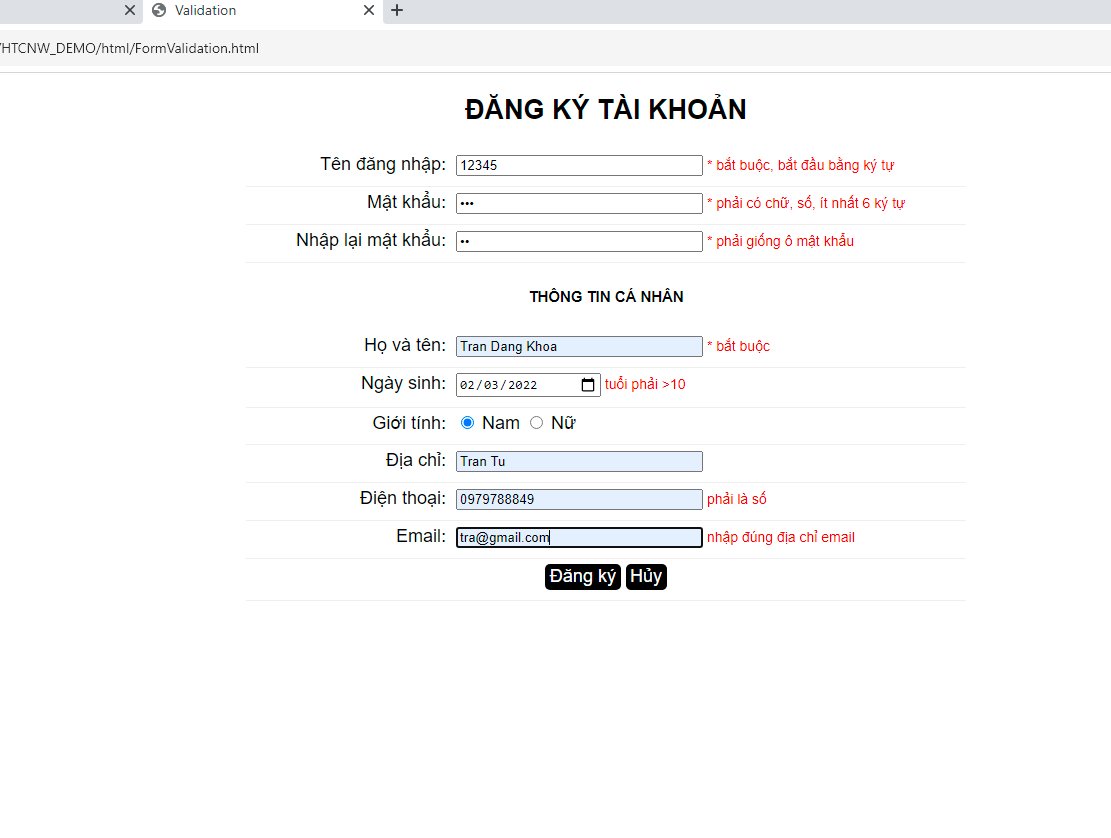 Validation
/HTCNW_DEMO/html/FormValidation.html
ĐĂNG KÝ TÀI KHOẢN
Tên đăng nhập: 12345 * bắt buộc, bắt đầu bằng ký tự
Mật khẩu: ••• * phải có chữ, số, ít nhất 6 ký tự
Nhập lại mật khẩu: •• * phải giống ô mật khẩu
THÔNG TIN CÁ NHÂN
Họ và tên: Tran Dang Khoa * bắt buộc
Ngày sinh: 02/03/2022 tuổi phải >10
Giới tính: Nam Nữ
Địa chỉ: Tran Tu
Điện thoại: 0979788849 phải là số
Email: tra@gmail.com nhập đúng địa chỉ email
Đăng ký Hủy